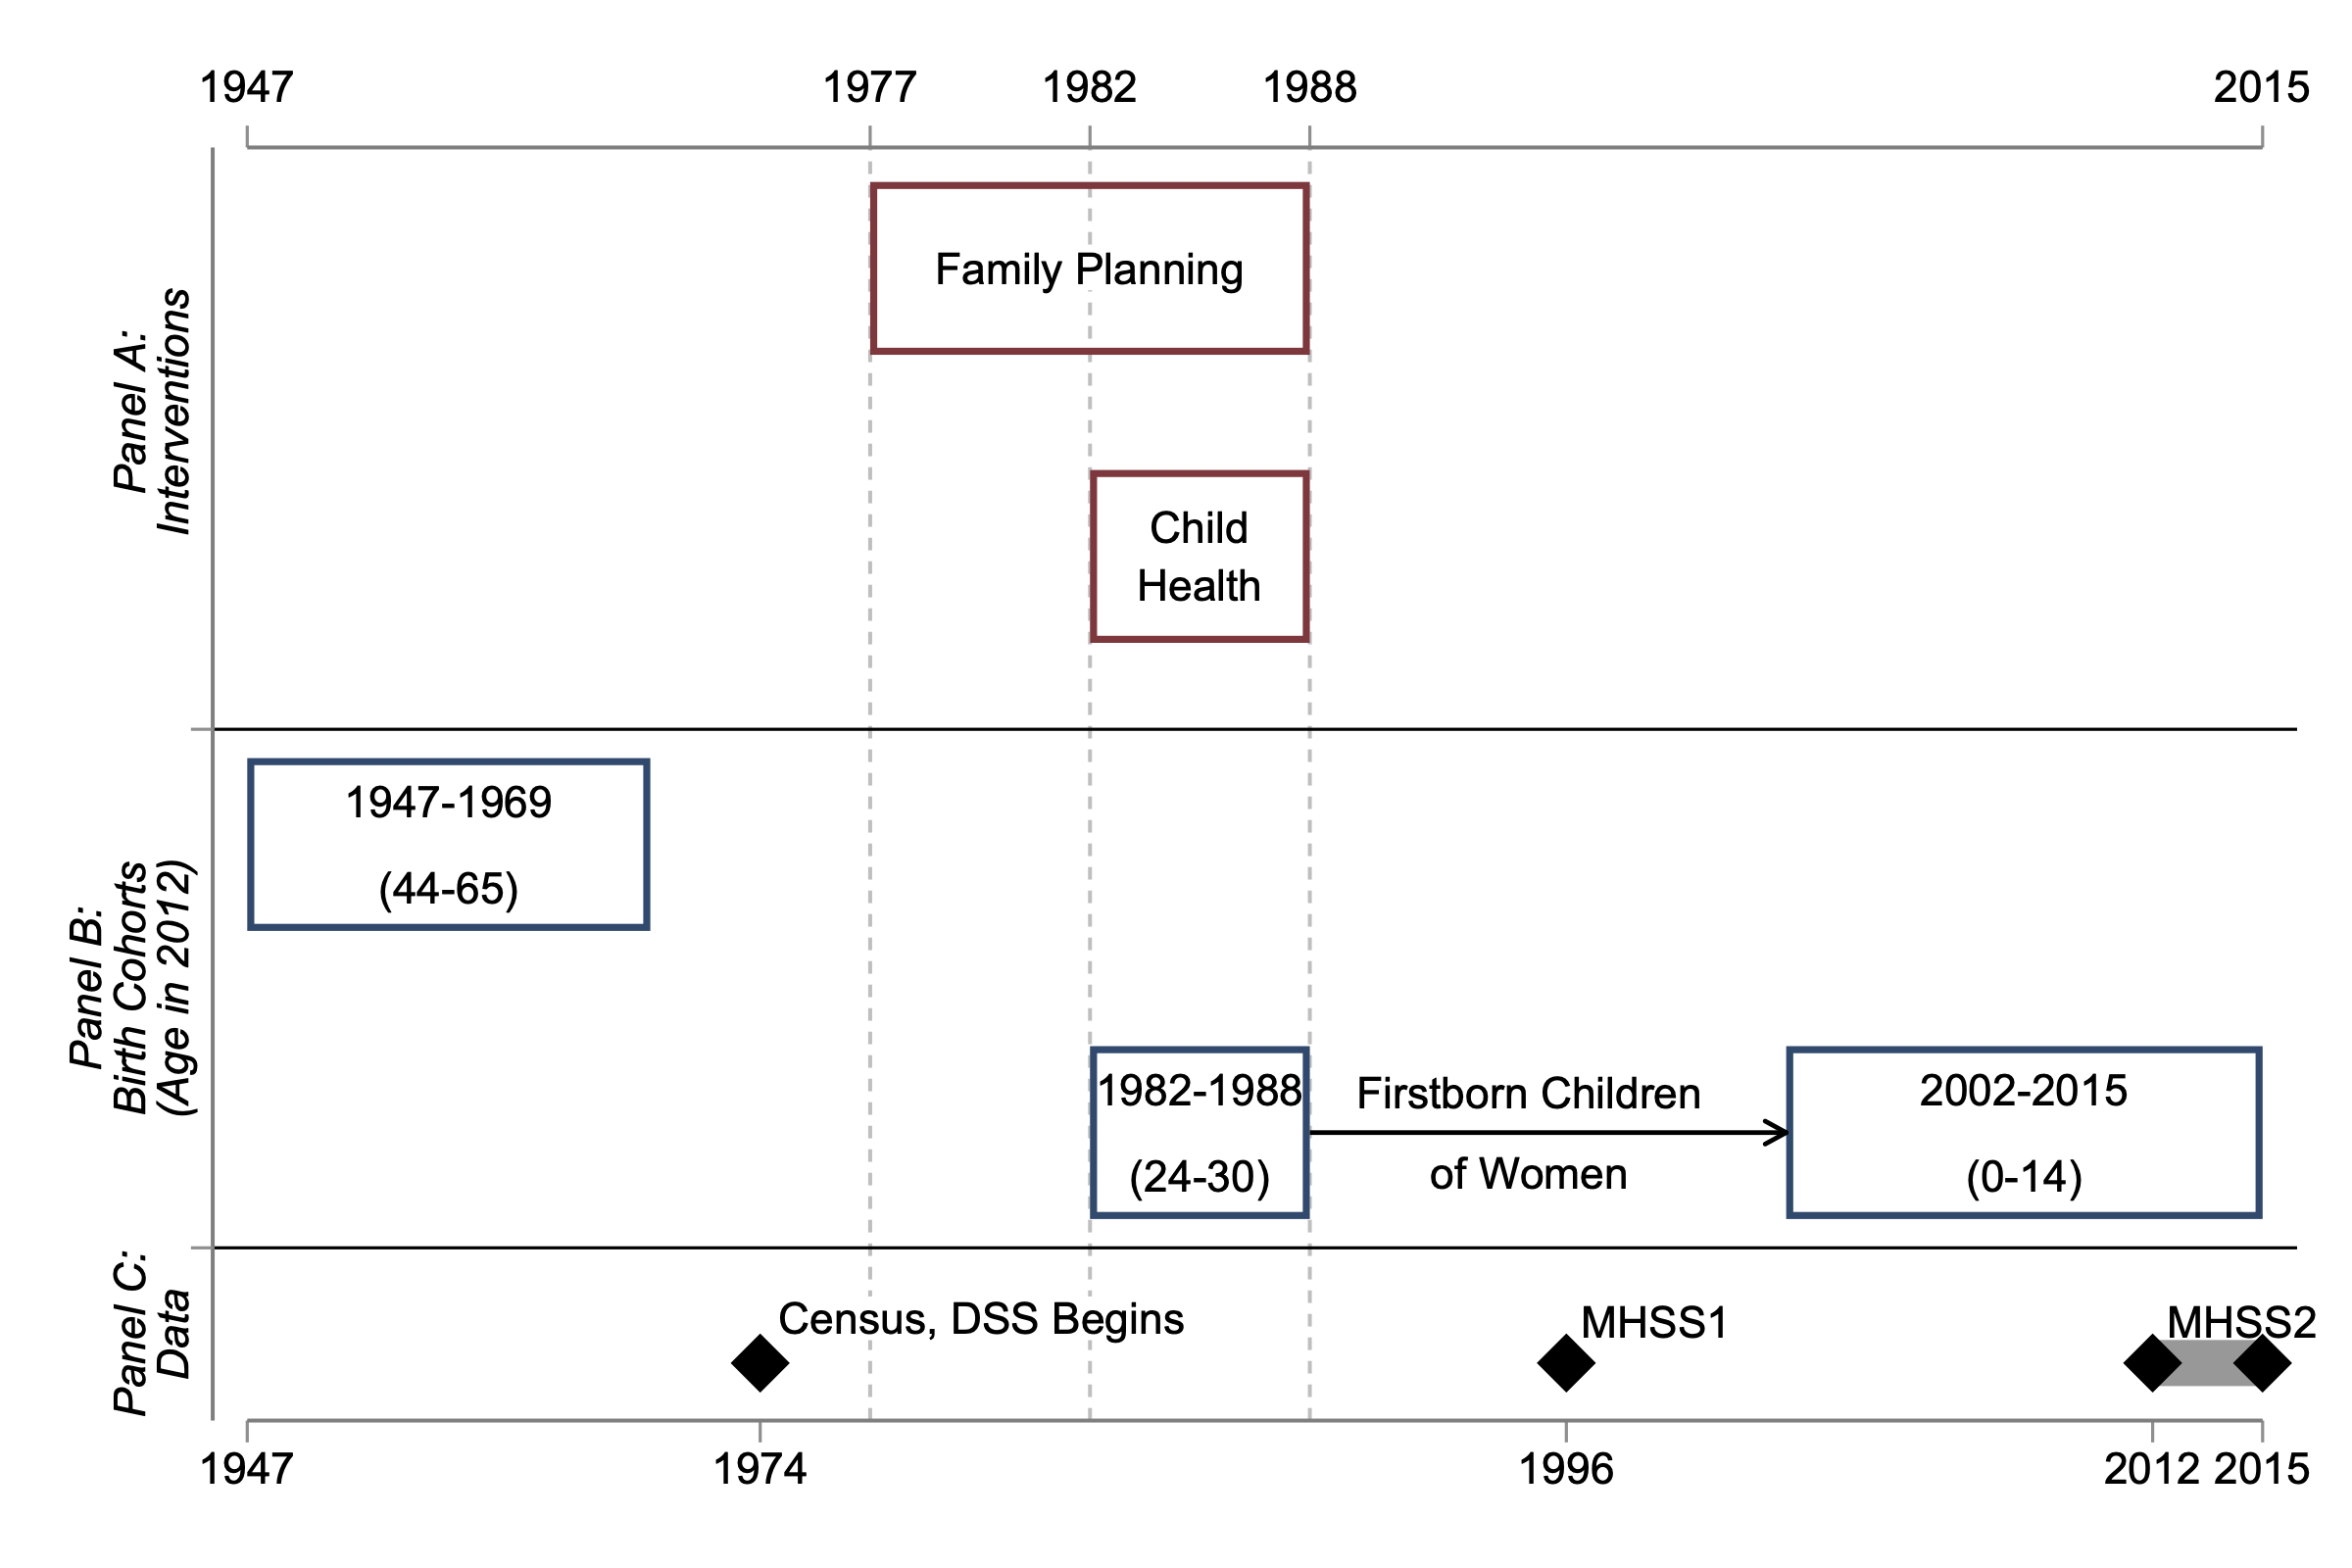 1947
1977
1982
1988
2015
Panel A:
Interventions
Family Planning
Child
Health
Panel B:
Birth Cohorts
(Age in 2012)
1947-1969
(44-65)
1982-1988
(24-30)
Firstborn Children
of Women
2002-2015
(0-14)
Panel C:
Data
Census, DSS Begins
MHSS1
MHSS2
1947
1974
1996
2012
2015